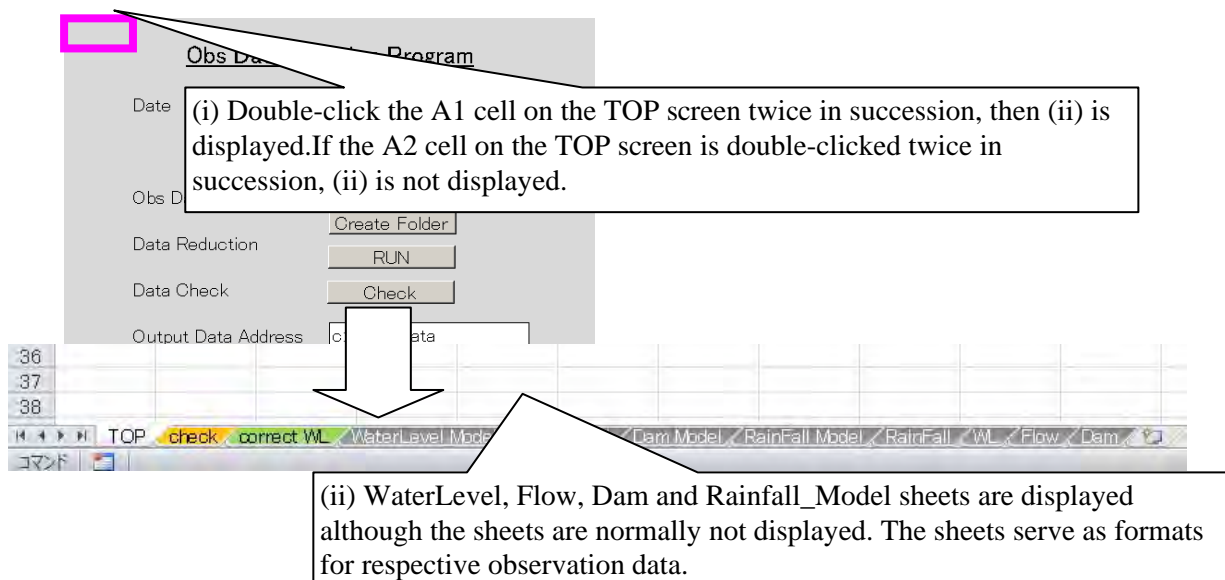 Obs Da Program
Date
(i) Double-click the A1 cell on the TOP screen twice in succession, then (ii) is
displayed.If the A2 cell on the TOP screen is double-clicked twice in
succession, (ii) is not displayed.
Obs D
Create Folder
Data Reduction
RUN
Data Check
Check
Output Data Address
c: ata
36
37
38
TOP check correct WL WaterLevel Mode Dam Model RainFall Model RainFall WL Flow Dam
コマンド
(ii) WaterLevel, Flow, Dam and Rainfall_Model sheets are displayed
although the sheets are normally not displayed. The sheets serve as formats
for respective observation data.